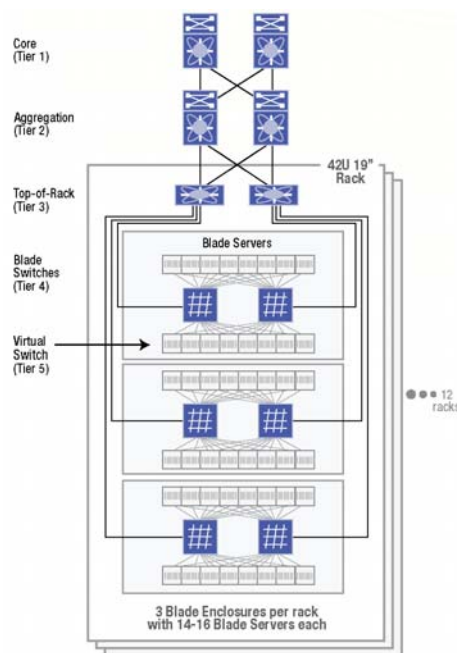 Core
(Tier 1)
Aggregation
(Tier 2)
42U 19"
Rack
Top-of-Rack
(Tier 3)
Blade Servers
Blade
Switches
(Tier 4)
Virtual
Switch
(Tier 5)
12
racks
3 Blade Enclosures per rack
with 14-16 Blade Servers each